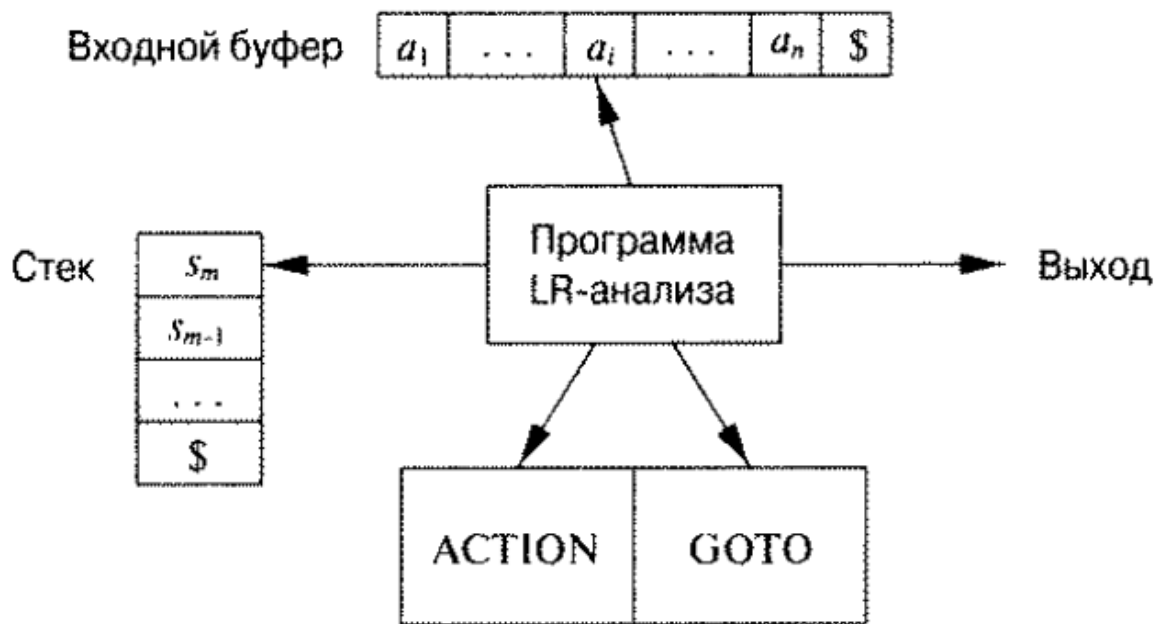 Входной буфер a₁ . . . aᵢ . . . aₙ $
Программа
LR-анализа
Стек
sₘ
sₘ₋₁
. . .
$
Выход
ACTION GOTO